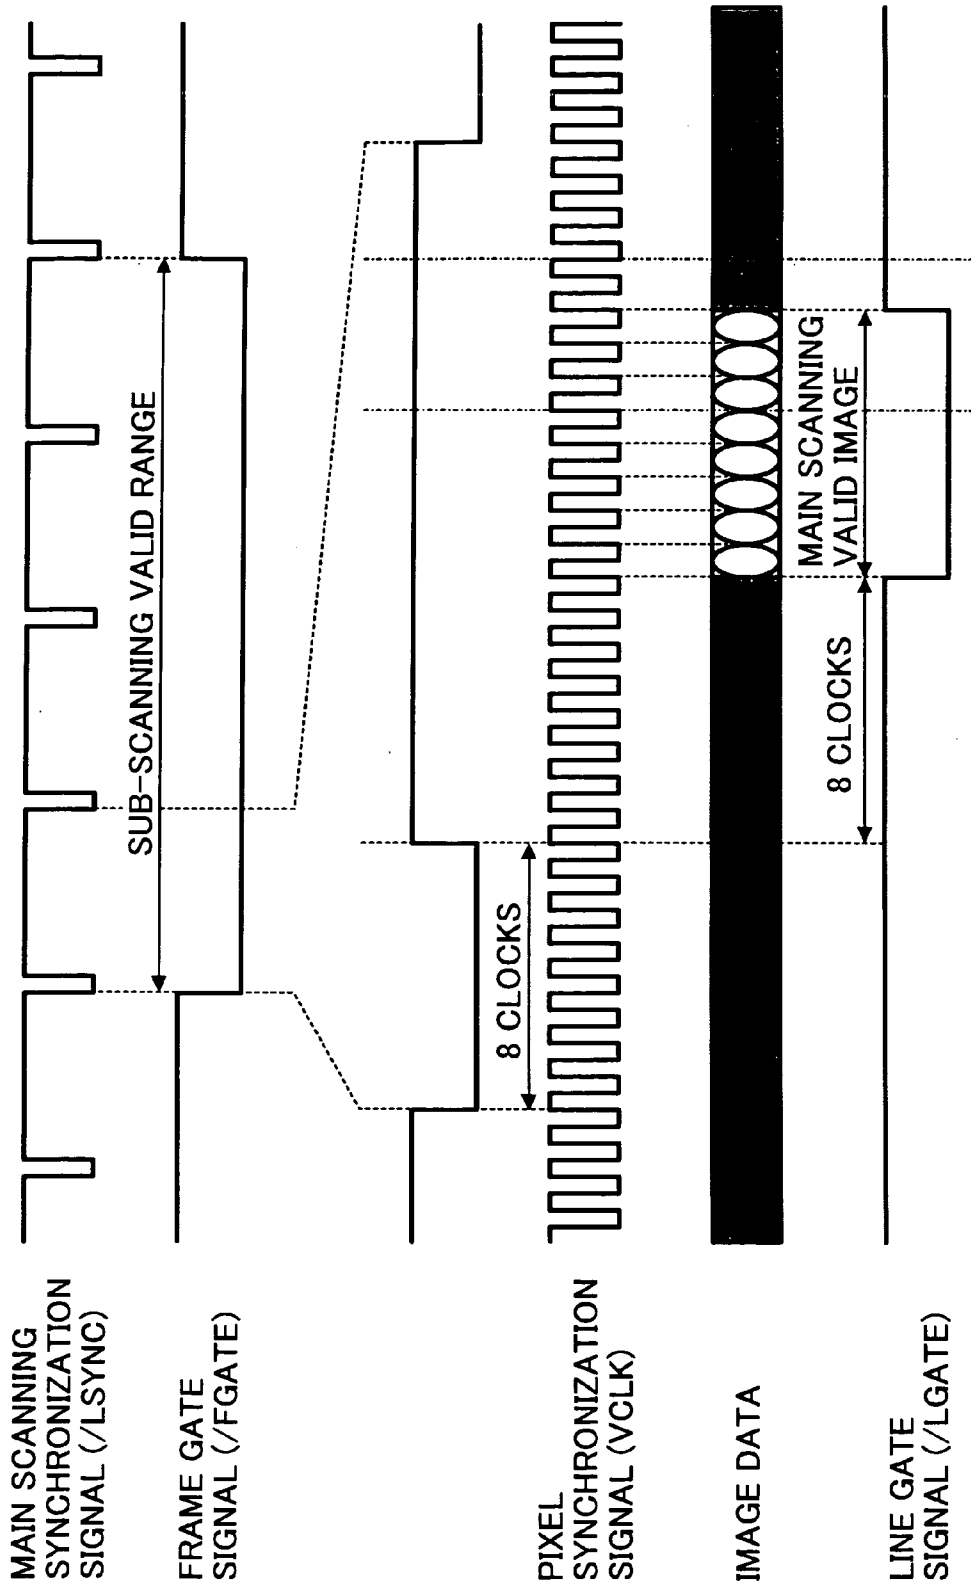 MAIN SCANNING
SYNCHRONIZATION
SIGNAL (/LSYNC)
FRAME GATE
SIGNAL (/FGATE)
SUB-SCANNING VALID RANGE
8 CLOCKS
PIXEL
SYNCHRONIZATION
SIGNAL (VCLK)
IMAGE DATA
MAIN SCANNING
VALID IMAGE
8 CLOCKS
LINE GATE
SIGNAL (/LGATE)